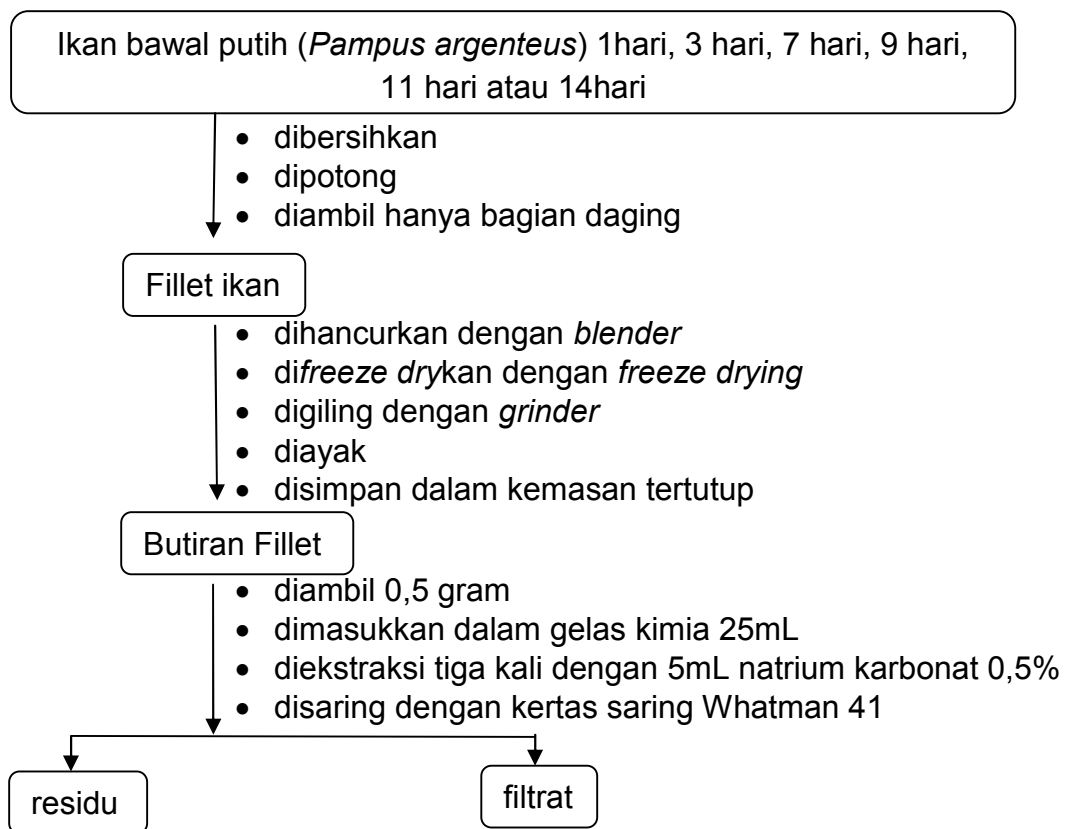 Ikan bawal putih (Pampus argenteus) 1hari, 3 hari, 7 hari, 9 hari,
11 hari atau 14hari
• dibersihkan
• dipotong
• diambil hanya bagian daging
Fillet ikan
• dihancurkan dengan blender
• difreeze drykan dengan freeze drying
• digiling dengan grinder
• diayak
• disimpan dalam kemasan tertutup
Butiran Fillet
• diambil 0,5 gram
• dimasukkan dalam gelas kimia 25mL
• diekstraksi tiga kali dengan 5mL natrium karbonat 0,5%
• disaring dengan kertas saring Whatman 41
residu
filtrat